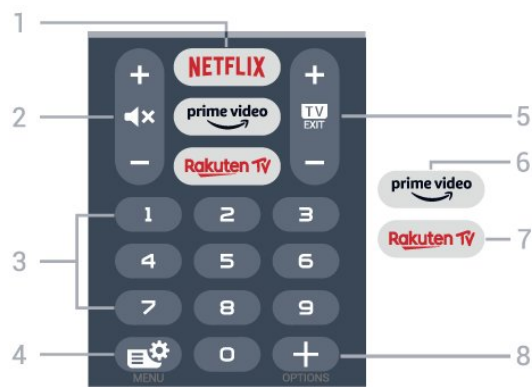 1
NETFLIX
2
prime video
TV
EXIT
5
Rakuten TV
6
prime video
3
1 2 3
4 5 6
7 8 9
Rakuten TV
7
4
MENU
0
OPTIONS
8